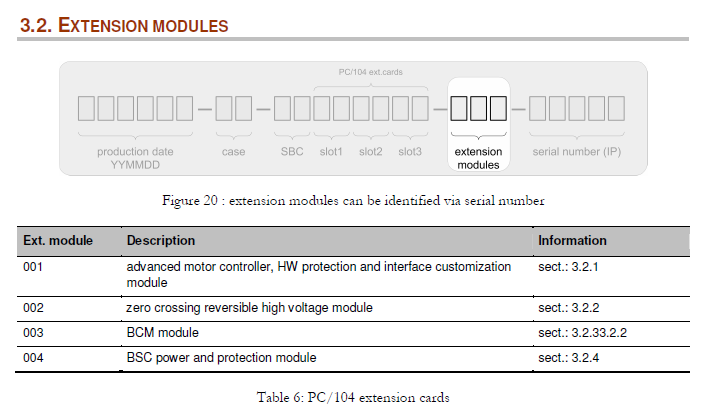 3.2. EXTENSION MODULES
PC/104 ext.cards
production date
YYMMDD
case
SBC
slot1
slot2
slot3
extension
modules
serial number (IP)
Figure 20 : extension modules can be identified via serial number
Ext. module Description Information
001 advanced motor controller, HW protection and interface customization sect.: 3.2.1
module
002 zero crossing reversible high voltage module sect.: 3.2.2
003 BCM module sect.: 3.2.33.2.2
004 BSC power and protection module sect.: 3.2.4
Table 6: PC/104 extension cards